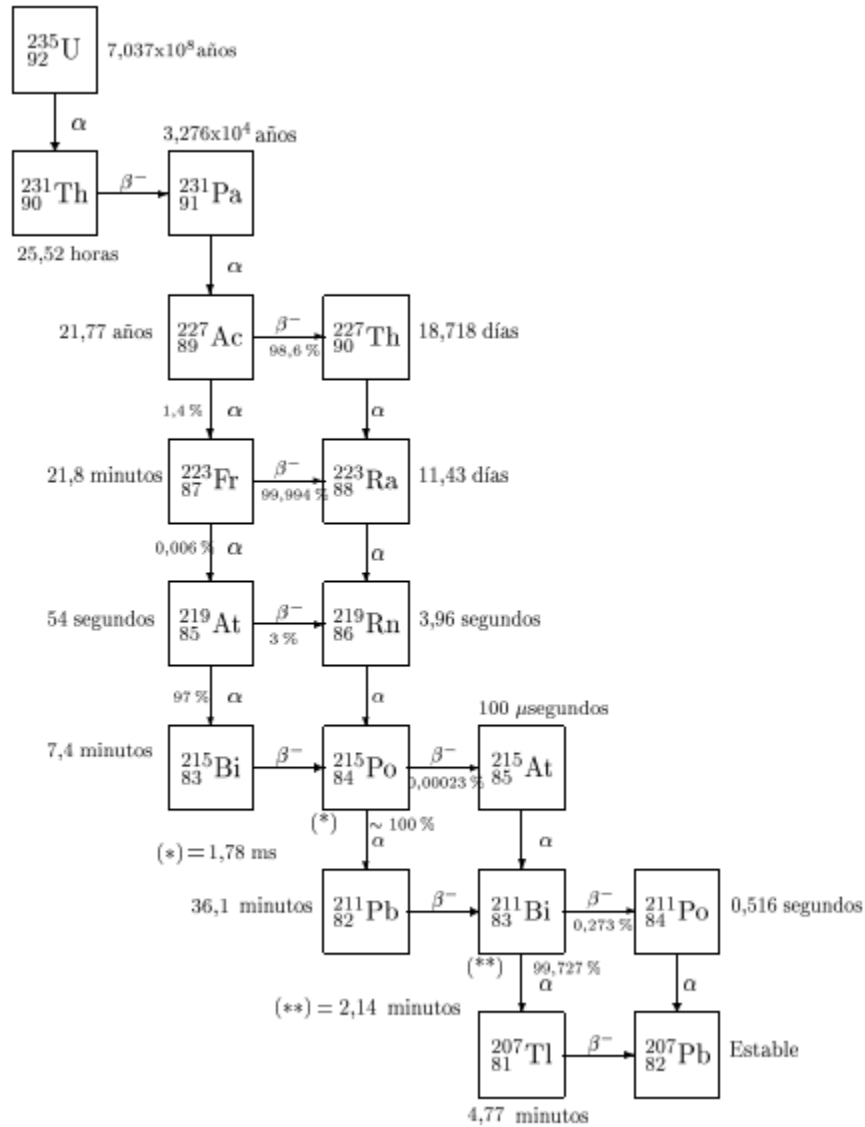 235 92 U 7,037x10⁸años
α
3,276x10⁴ años
231 90 Th β⁻ 231 91 Pa
25,52 horas
α
21,77 años 227 89 Ac β⁻ 98,6 % 227 90 Th 18,718 días
1,4 % α α
21,8 minutos 223 87 Fr β⁻ 99,994 % 223 88 Ra 11,43 días
0,006 % α α
54 segundos 219 85 At β⁻ 3 % 219 86 Rn 3,96 segundos
97 % α α
100 μsegundos
7,4 minutos 215 83 Bi β⁻ 215 84 Po β⁻ 0,00023 % 215 85 At
(*) ∼ 100 %
α α
(∗) = 1,78 ms
36,1 minutos 211 82 Pb β⁻ 211 83 Bi β⁻ 0,273 % 211 84 Po 0,516 segundos
(**) 99,727 %
α α
(∗∗) = 2,14 minutos
207 81 Tl β⁻ 207 82 Pb Estable
4,77 minutos